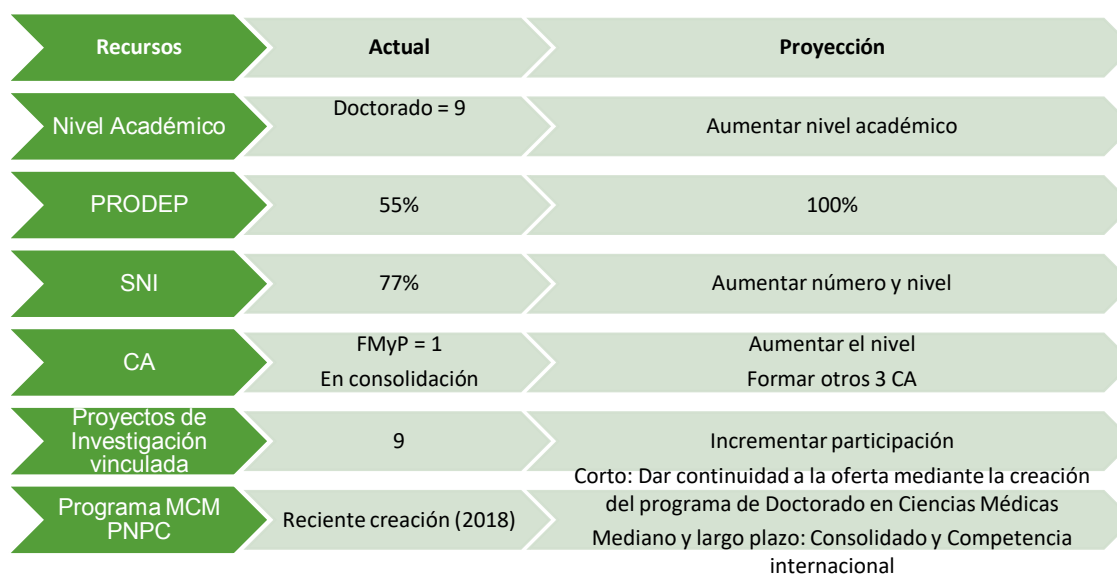 Recursos
Actual
Proyección
Nivel Académico
Doctorado = 9
Aumentar nivel académico
PRODEP
55%
100%
SNI
77%
Aumentar número y nivel
CA
FMyP = 1
En consolidación
Aumentar el nivel
Formar otros 3 CA
Proyectos de
Investigación
vinculada
9
Incrementar participación
Programa MCM
PNPC
Reciente creación (2018)
Corto: Dar continuidad a la oferta mediante la creación
del programa de Doctorado en Ciencias Médicas
Mediano y largo plazo: Consolidado y Competencia
internacional